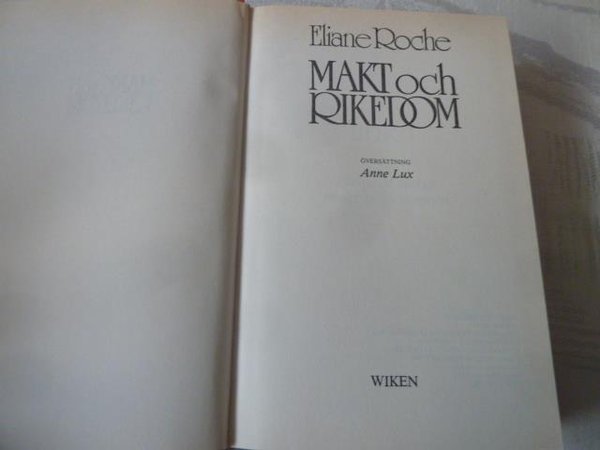 Eliane Roche
MAKT och
RIKEDOM
ÖVERSÄTTNING
Anne Lux
WIKEN